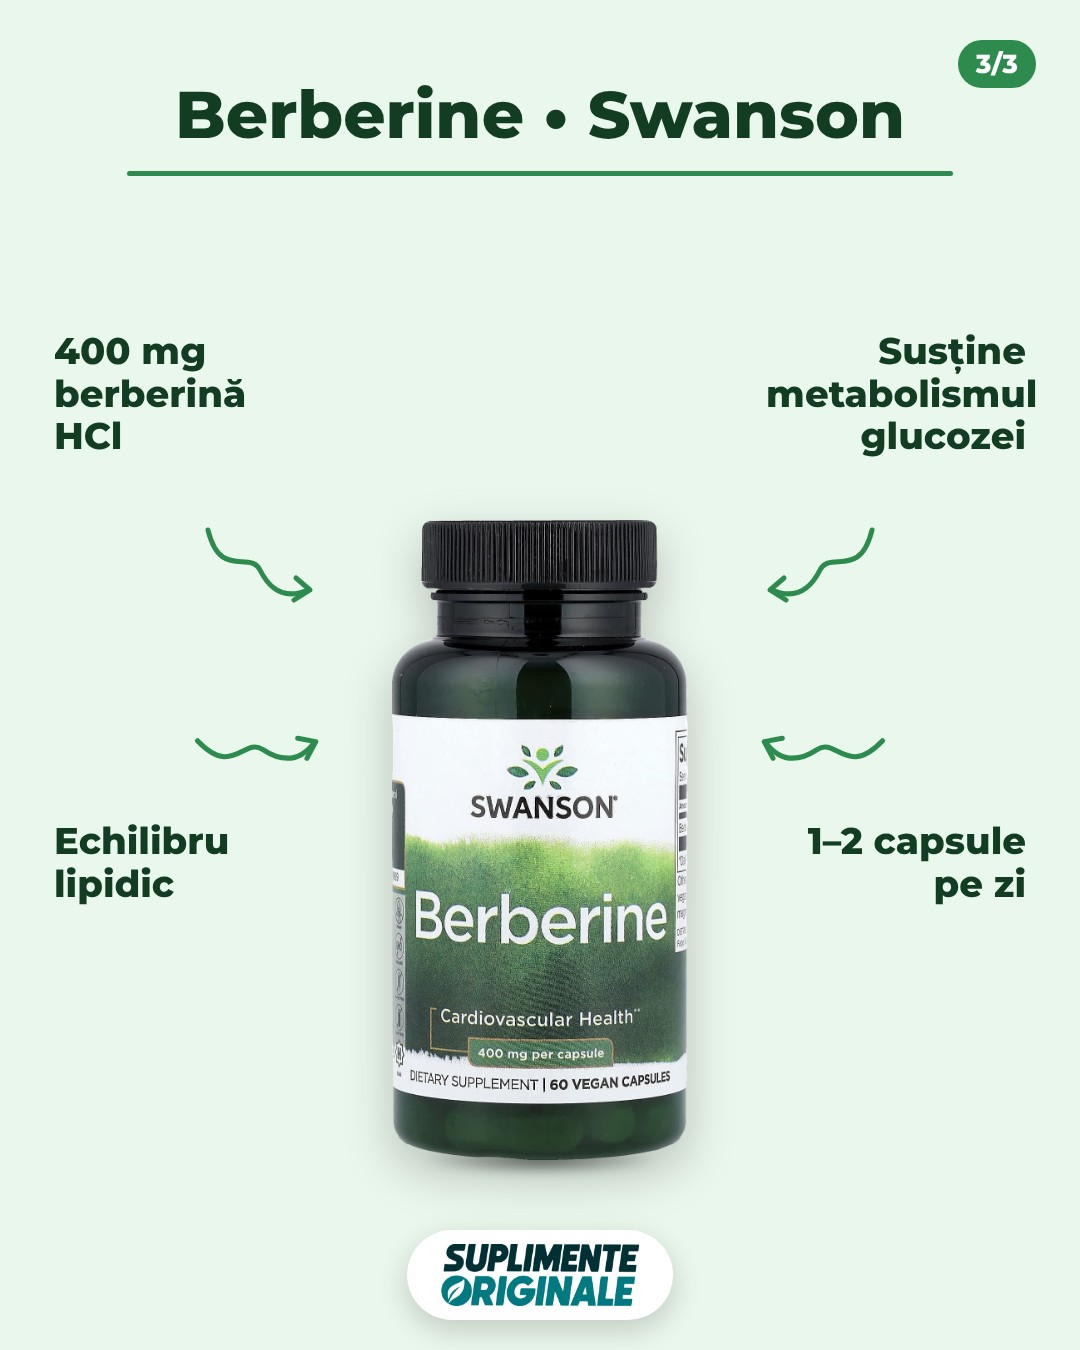 3/3
Berberine • Swanson
400 mg
berberină
HCl
Susține
metabolismul
glucozei
Echilibru
lipidic
1–2 capsule
pe zi
SWANSON®
Berberine
Cardiovascular Health**
400 mg per capsule
DIETARY SUPPLEMENT | 60 VEGAN CAPSULES
SUPLIMENTE
ORIGINALE